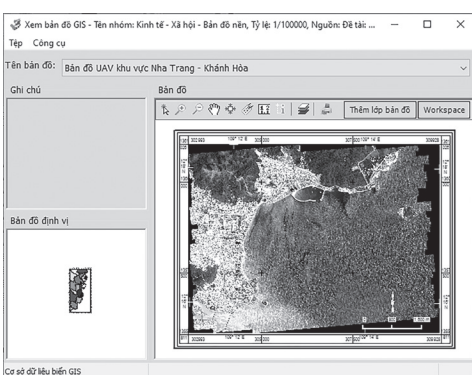 Xem bản đồ GIS - Tên nhóm: Kinh tế - Xã hội - Bản đồ nền, Tỷ lệ: 1/100000, Nguồn: Đề tài: ...
Tệp Công cụ
Tên bản đồ: Bản đồ UAV khu vực Nha Trang - Khánh Hòa
Ghi chú
Bản đồ
Thêm lớp bản đồ Workspace
Bản đồ định vị
Cơ sở dữ liệu biển GIS